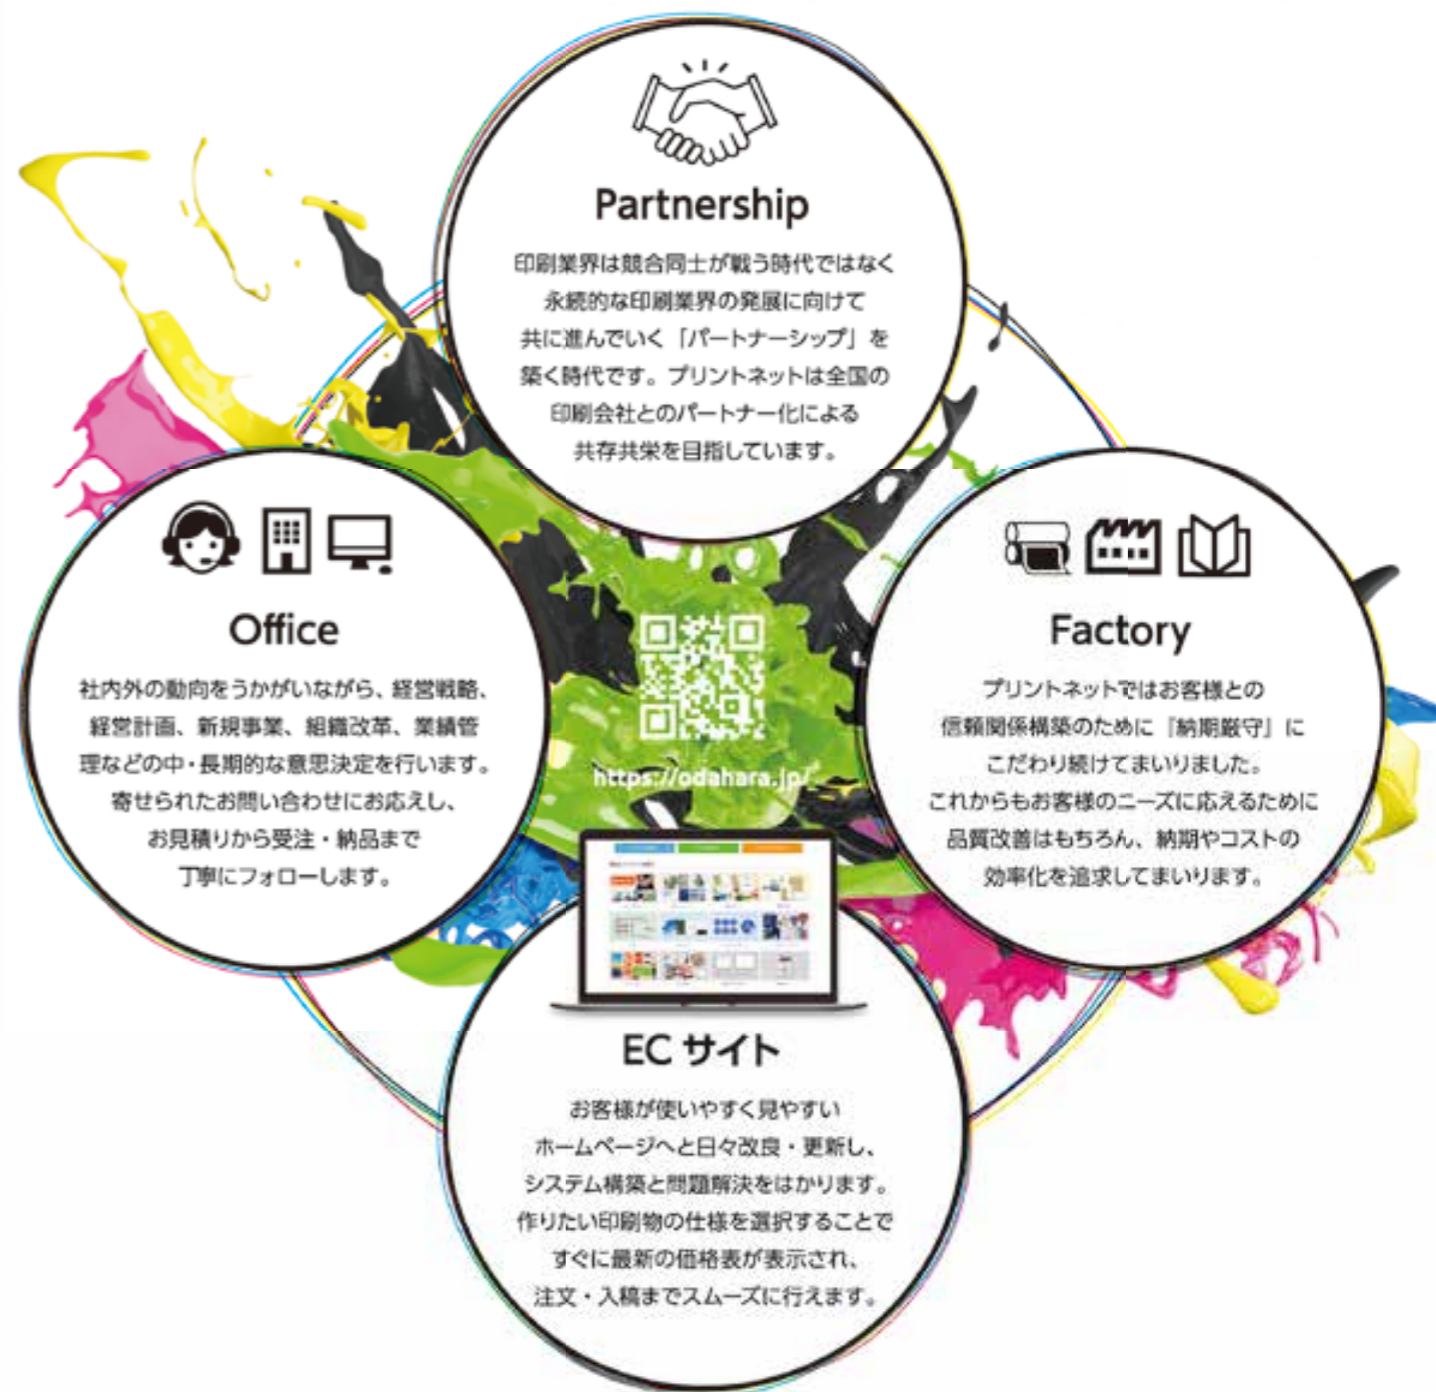 Partnership
印刷業界は競合同士が戦う時代ではなく
永続的な印刷業界の発展に向けて
共に進んでいく「パートナーシップ」を
築く時代です。プリントネットは全国の
印刷会社とのパートナー化による
共存共栄を目指しています。
Office
社内外の動向をうかがいながら、経営戦略、
経営計画、新規事業、組織改革、業績管
理などの中・長期的な意思決定を行います。
寄せられたお問い合わせにお応えし、
お見積りから受注・納品まで
丁寧にフォローします。
https://odahara.jp/
Factory
プリントネットではお客様との
信頼関係構築のために『納期厳守』に
こだわり続けてまいりました。
これからもお客様のニーズに応えるために
品質改善はもちろん、納期やコストの
効率化を追求してまいります。
EC サイト
お客様が使いやすく見やすい
ホームページへと日々改良・更新し、
システム構築と問題解決をはかります。
作りたい印刷物の仕様を選択することで
すぐに最新の価格表が表示され、
注文・入稿までスムーズに行えます。